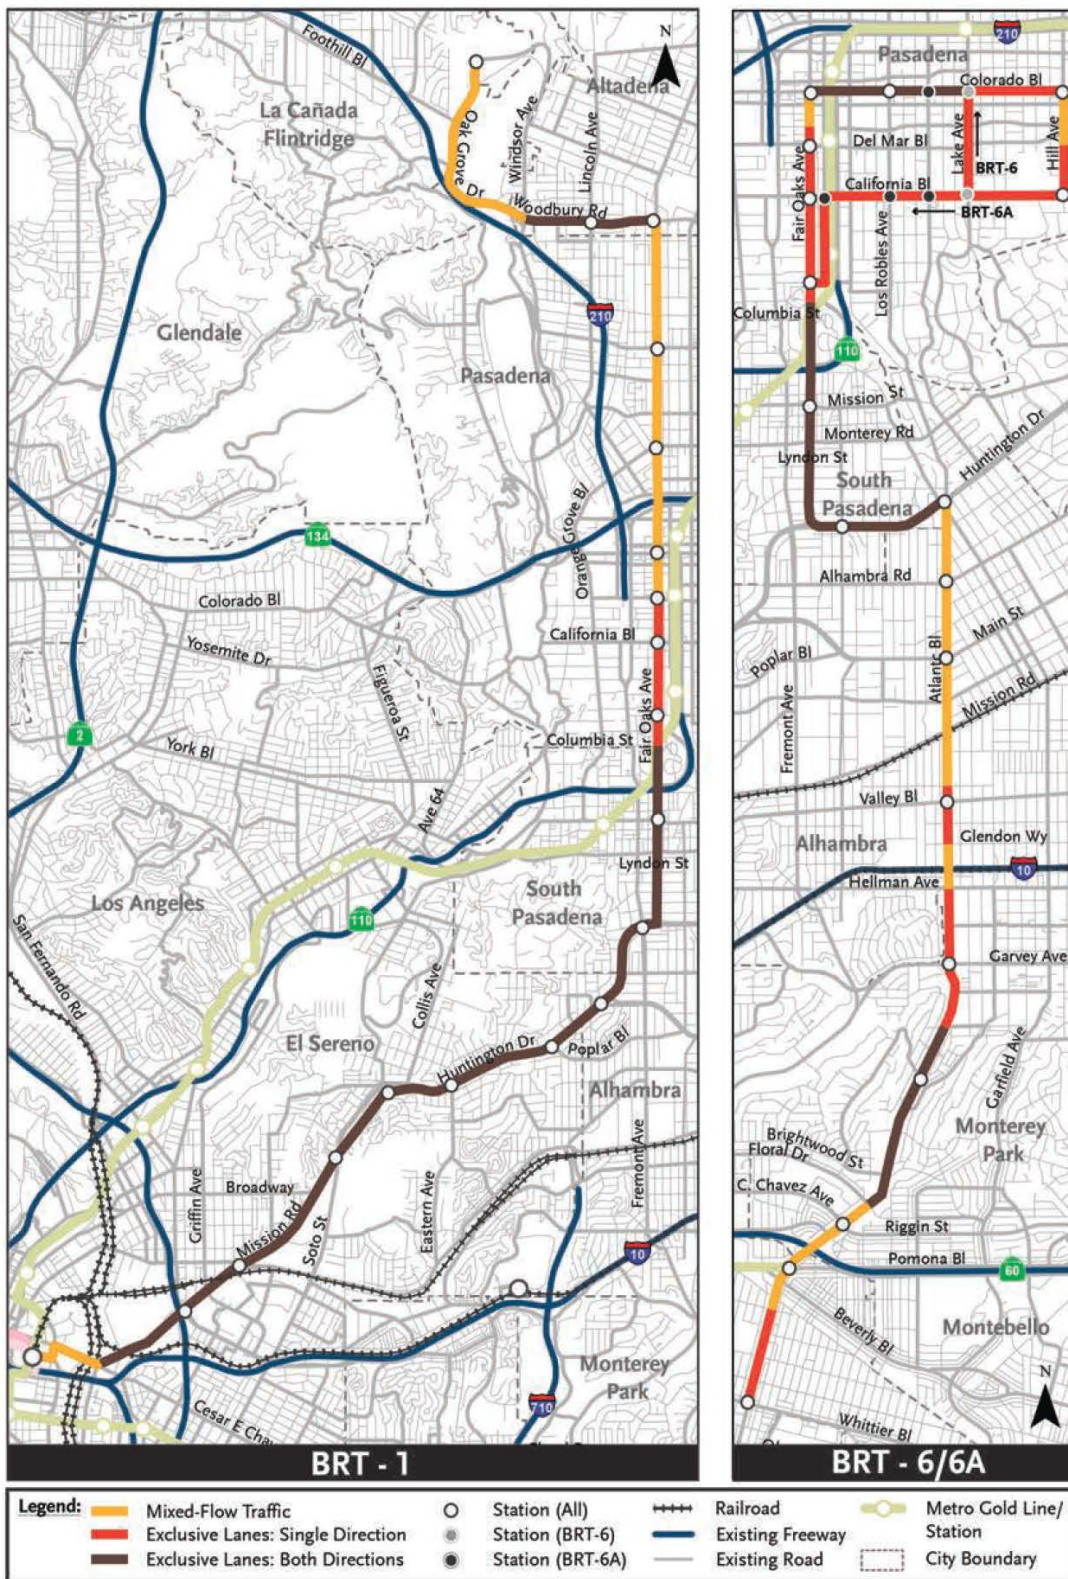 Foothill Bl
N
Altadena
La Cañada
Flintridge
Oak Grove
Dr
Windsor Ave
Lincoln Ave
Woodbury Rd
210
Glendale
Pasadena
134
Orange Grove Bl
Colorado Bl
California Bl
Yosemite Dr
Figueroa St
Fair Oaks Ave
2
York Bl
Columbia St
Ave 64
Lyndon St
Los Angeles
South
Pasadena
110
San Fernando Rd
Collis Ave
El Sereno
Huntington Dr
Poplar Bl
Alhambra
Griffin Ave
Broadway
Mission Rd
Soto St
Eastern Ave
Fremont Ave
10
Monterey
Park
710
Cesar E Chav
BRT - 1
210
Pasadena
Colorado Bl
Del Mar Bl
Lake Ave
Hill Ave
BRT-6
California Bl
BRT-6A
Fair Oaks Ave
Los Robles Ave
Columbia St
110
Mission St
Monterey Rd
Huntington Dr
Lyndon St
South
Pasadena
Alhambra Rd
Main St
Poplar Bl
Atlantc Bl
Mission Rd
Fremont Ave
Valley Bl
Alhambra
Glendon Wy
10
Hellman Ave
Garvey Ave
Garfield Ave
Monterey
Park
Brightwood St
Floral Dr
C. Chavez Ave
Riggin St
Pomona Bl
60
Beverly Bl
Montebello
N
Whittier Bl
BRT - 6/6A
Legend:
Mixed-Flow Traffic
Exclusive Lanes: Single Direction
Exclusive Lanes: Both Directions
Station (All)
Station (BRT-6)
Station (BRT-6A)
Railroad
Existing Freeway
Existing Road
Metro Gold Line/
Station
City Boundary